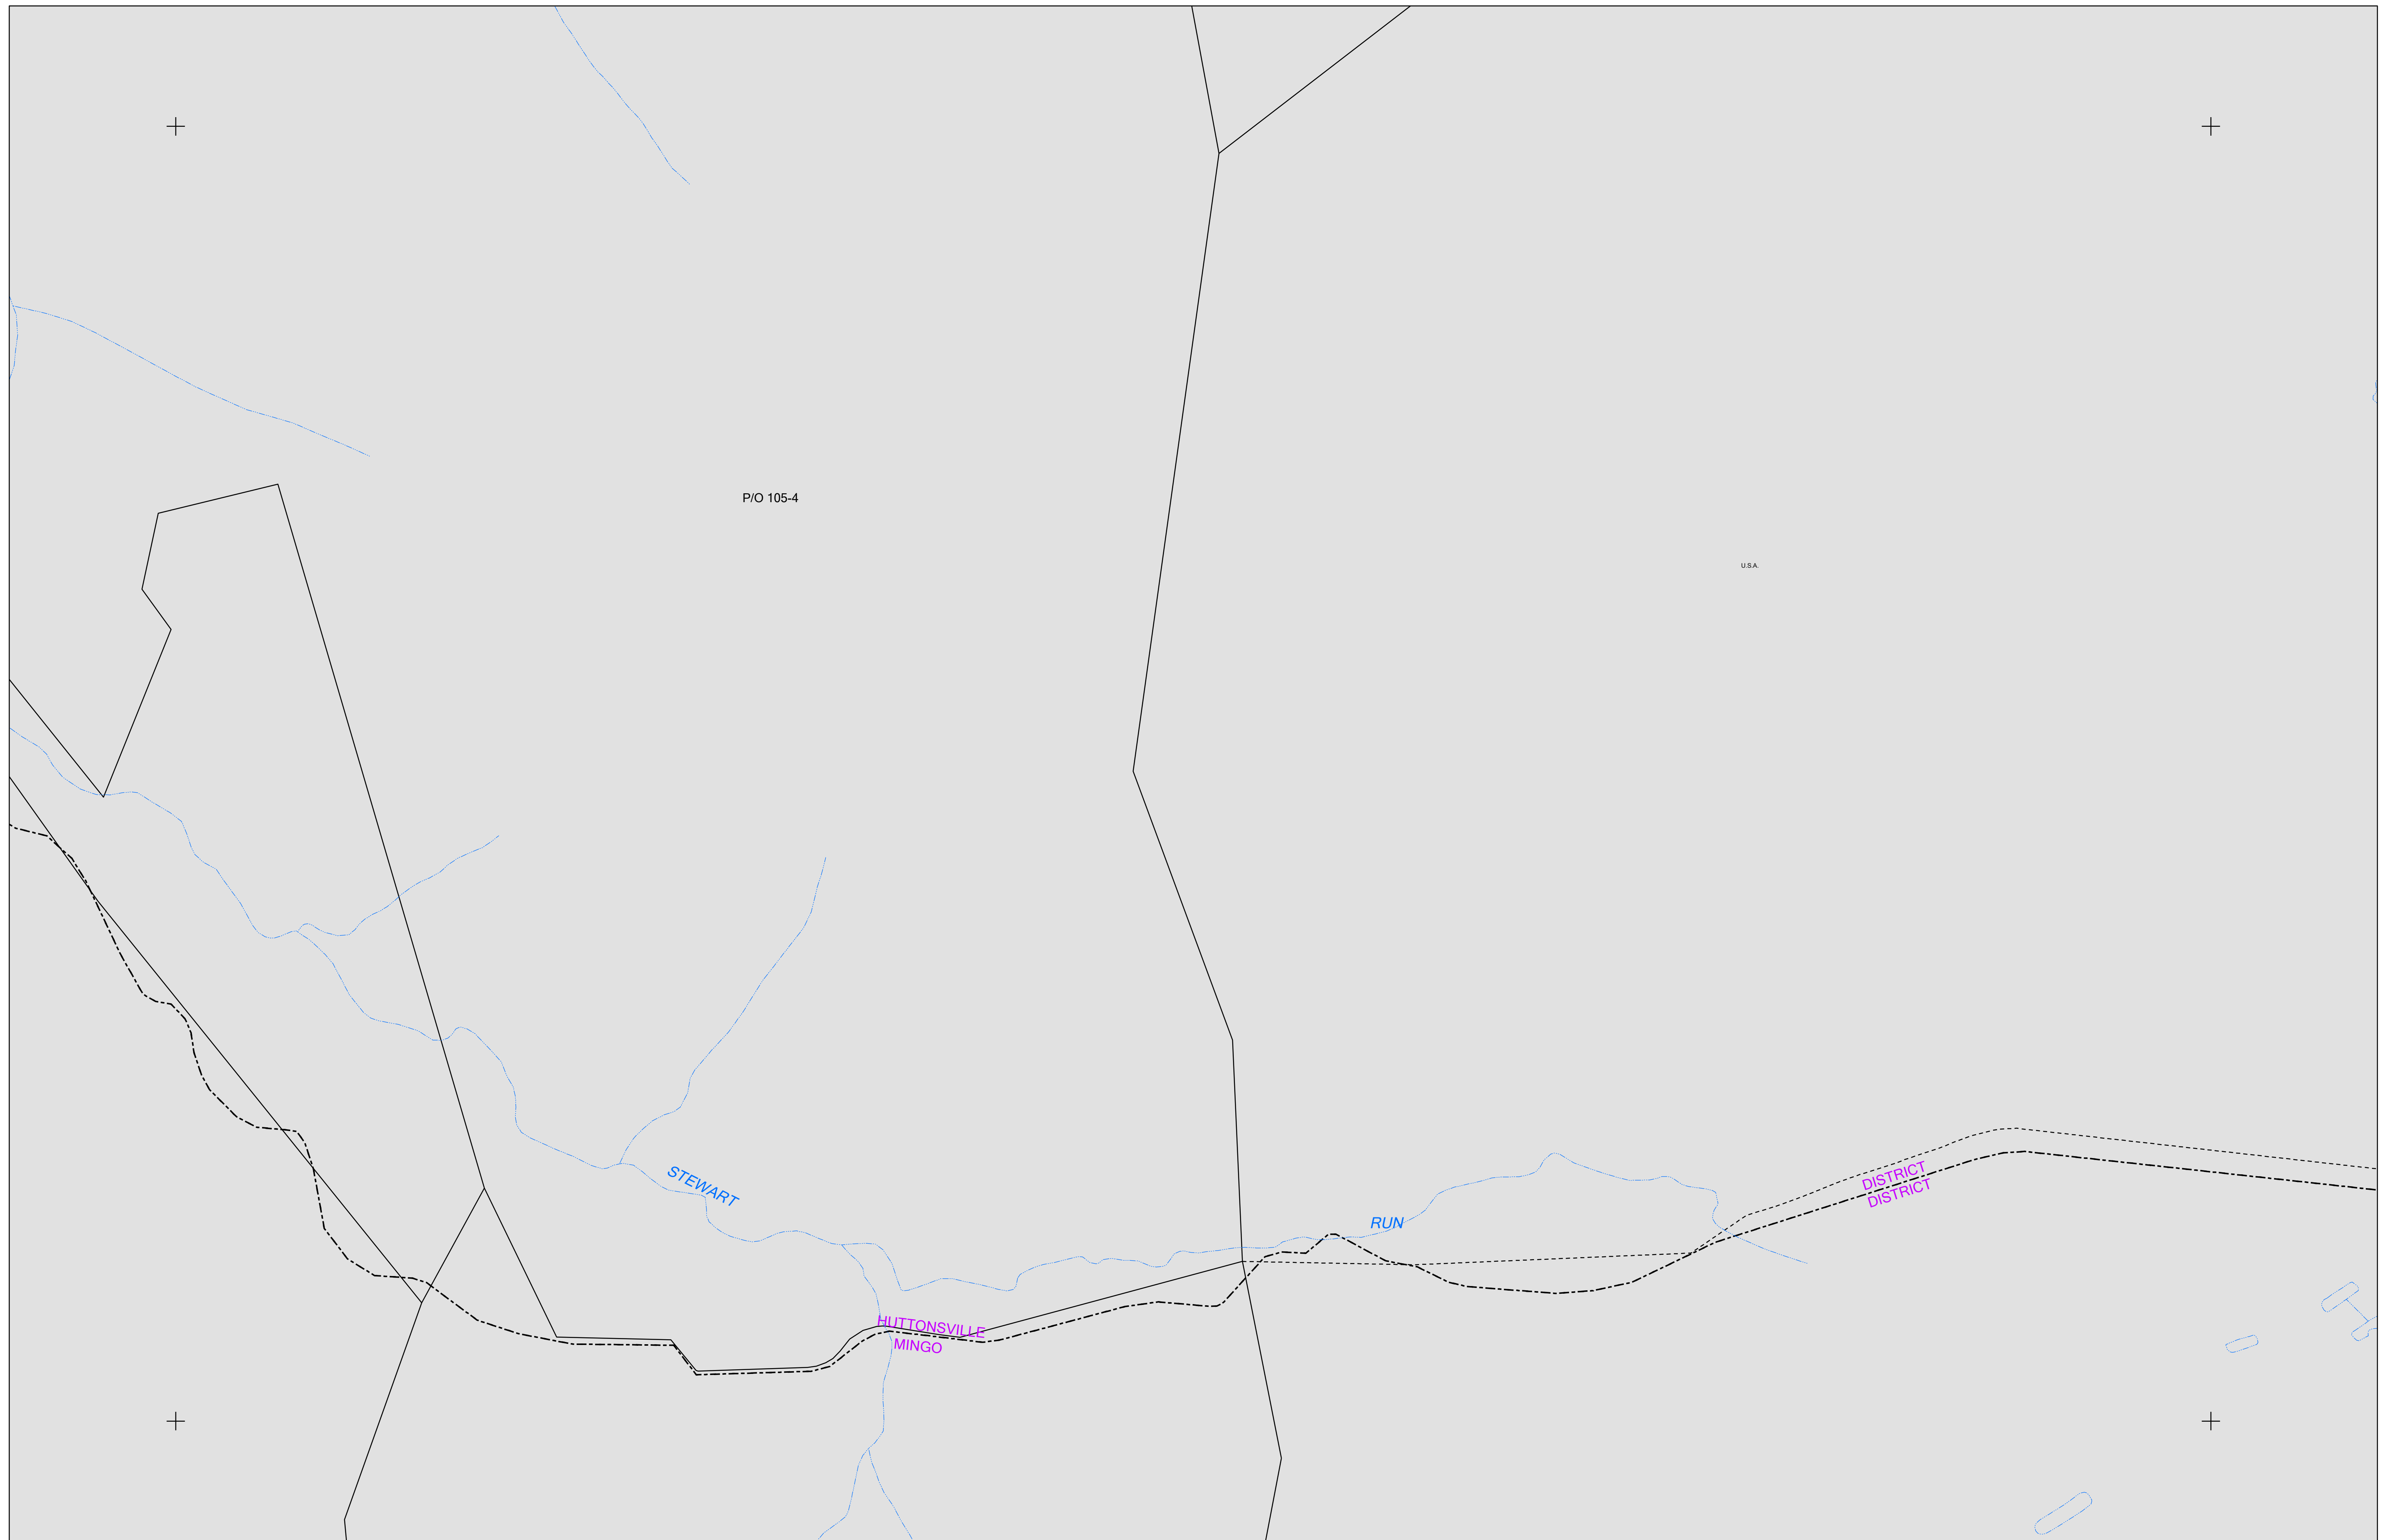 P/O 105-4
U.S.A.
STEWART RUN
HUTTONSVILLE DISTRICT
MINGO DISTRICT